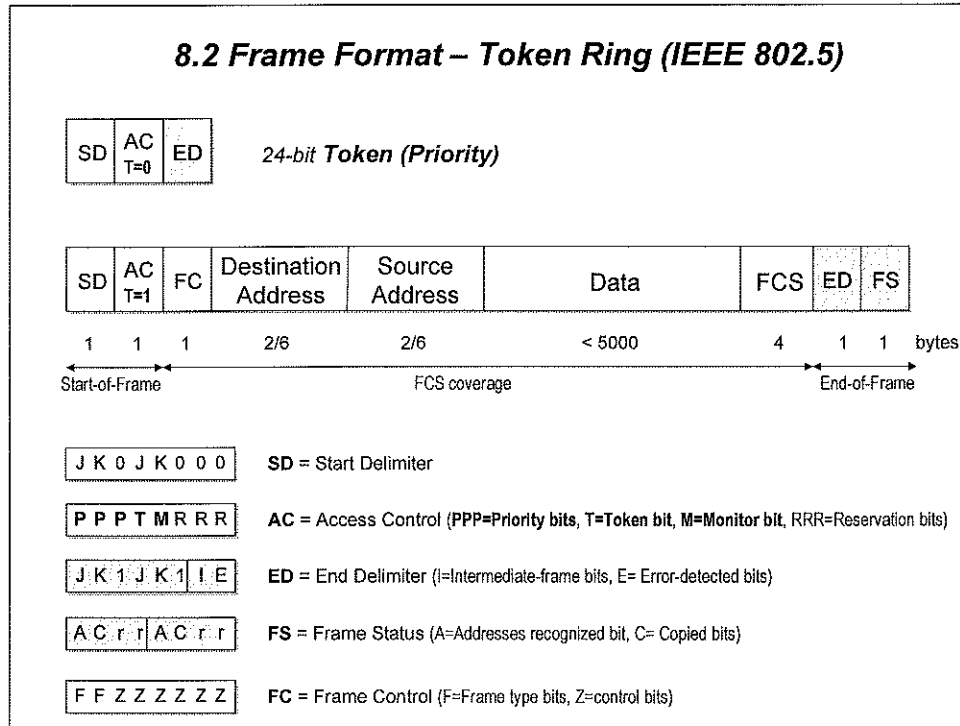 8.2 Frame Format – Token Ring (IEEE 802.5)
SD AC T=0 ED 24-bit Token (Priority)
SD AC T=1 FC Destination Address Source Address Data FCS ED FS
1 1 1 2/6 2/6 < 5000 4 1 1 bytes
Start-of-Frame FCS coverage End-of-Frame
J K 0 J K 0 0 0 SD = Start Delimiter
P P P T M R R R AC = Access Control (PPP=Priority bits, T=Token bit, M=Monitor bit, RRR=Reservation bits)
J K 1 J K 1 I E ED = End Delimiter (I=Intermediate-frame bits, E= Error-detected bits)
A C r r A C r r FS = Frame Status (A=Addresses recognized bit, C= Copied bits)
F F Z Z Z Z Z Z FC = Frame Control (F=Frame type bits, Z=control bits)